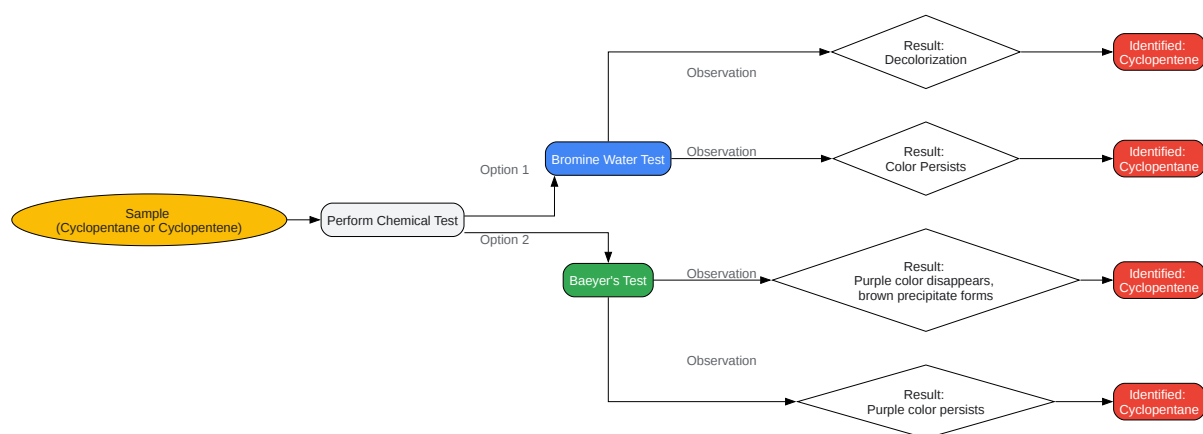 Sample
(Cyclopentane or Cyclopentene)
Perform Chemical Test
Option 1
Option 2
Bromine Water Test
Baeyer's Test
Observation
Result:
Decolorization
Identified:
Cyclopentene
Observation
Result:
Color Persists
Identified:
Cyclopentane
Observation
Result:
Purple color disappears,
brown precipitate forms
Identified:
Cyclopentene
Observation
Result:
Purple color persists
Identified:
Cyclopentane